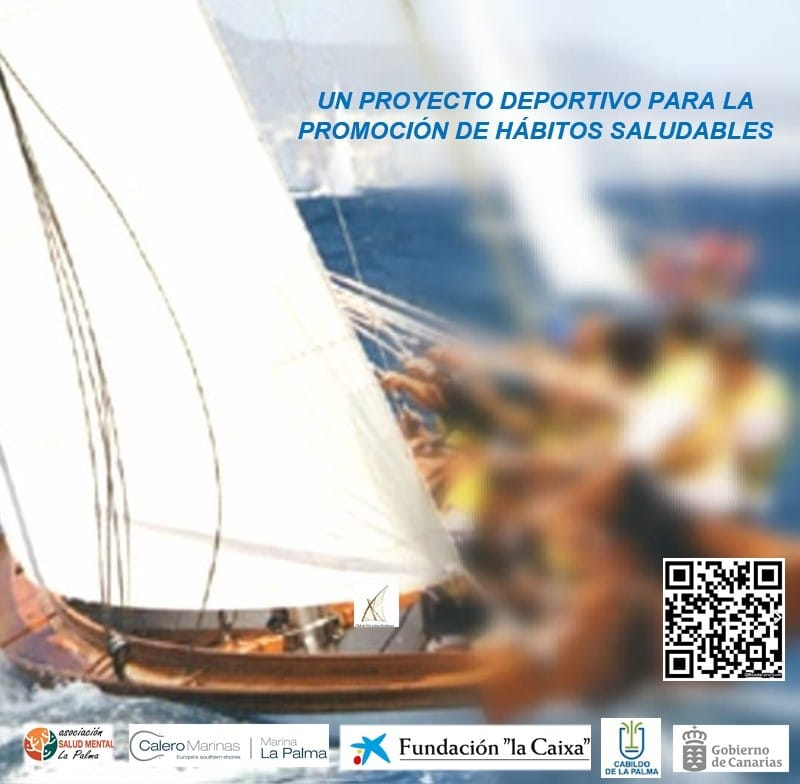 UN PROYECTO DEPORTIVO PARA LA
PROMOCIÓN DE HÁBITOS SALUDABLES
asociación
SALUD MENTAL
La Palma
Calero Marinas
Europe's southern shores
Marina
La Palma
Fundación "la Caixa"
CABILDO
DE LA PALMA
Gobierno
de Canarias